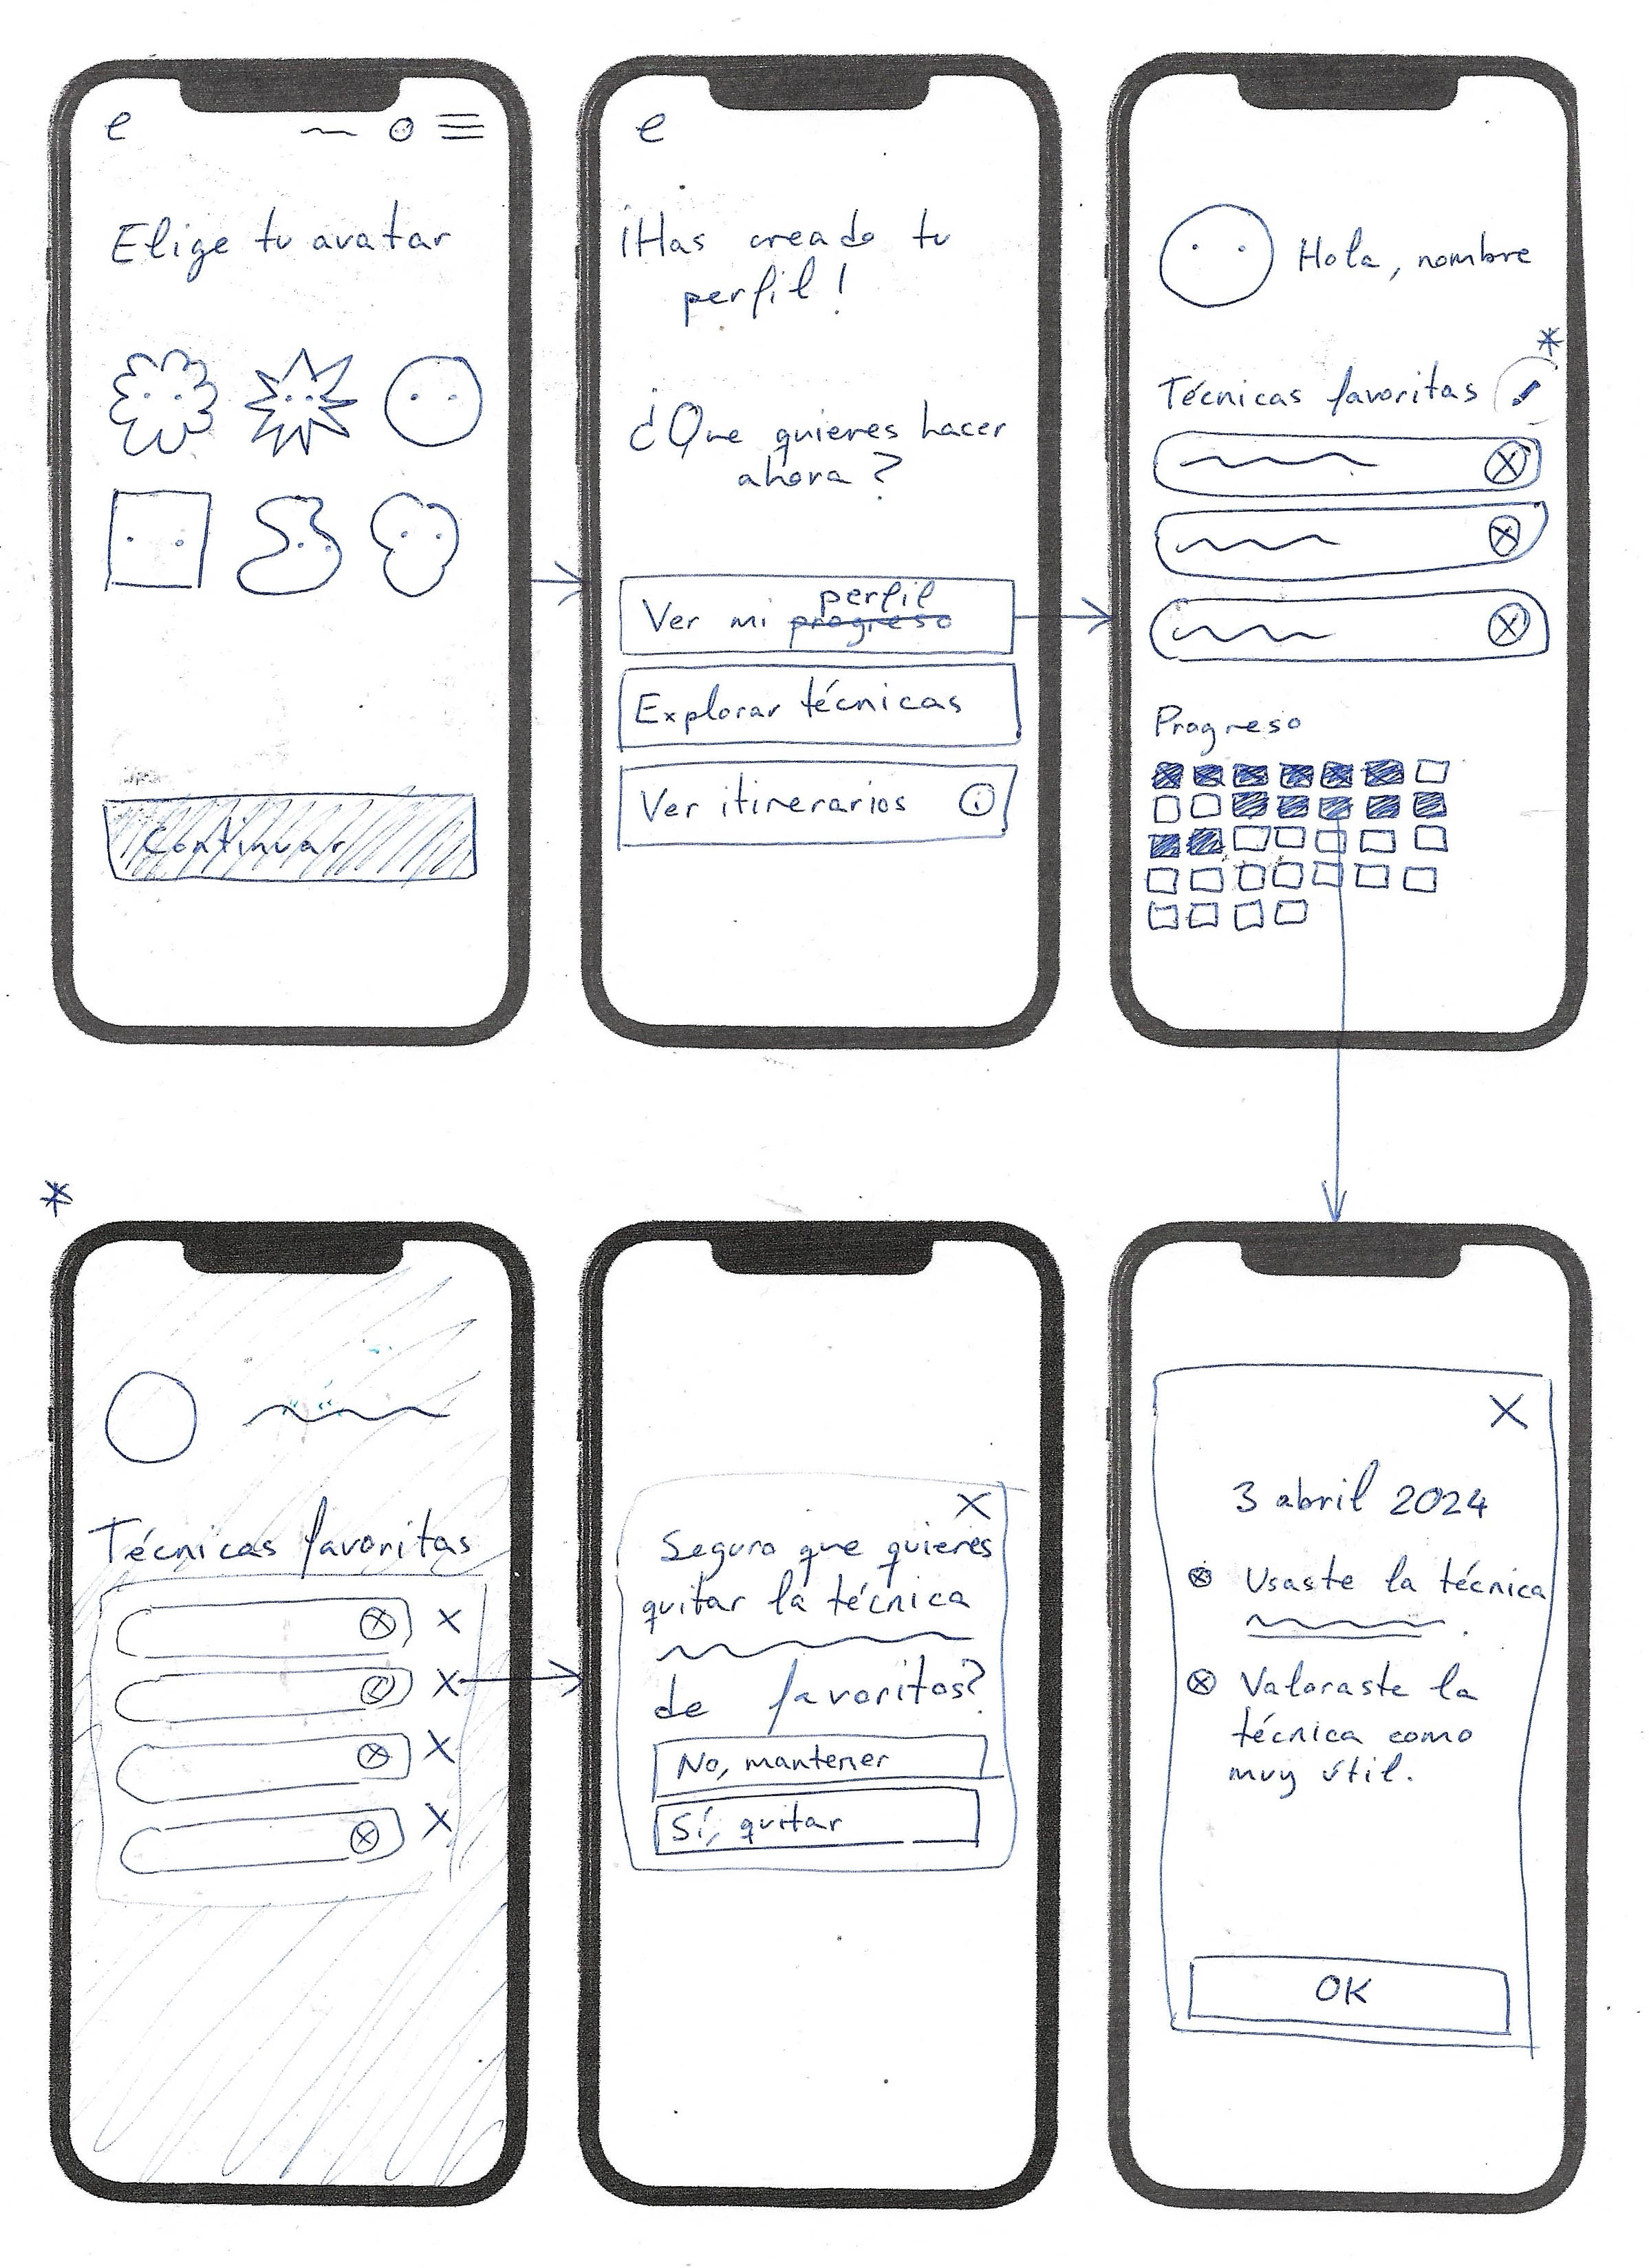 e
Elige tu avatar
Continuar
e
¡Has creado tu
perfil!
¿Que quieres hacer
ahora?
perfil
Ver mi progreso
Explorar técnicas
Ver itinerarios i
Hola, nombre
*
Técnicas favoritas
Progreso
*
Técnicas favoritas
X
X
X
X
X
Seguro que quieres
quitar la técnica
de favoritos?
No, mantener
Sí, quitar
X
3 abril 2024
Usaste la técnica
.
Valoraste la
técnica como
muy útil.
OK